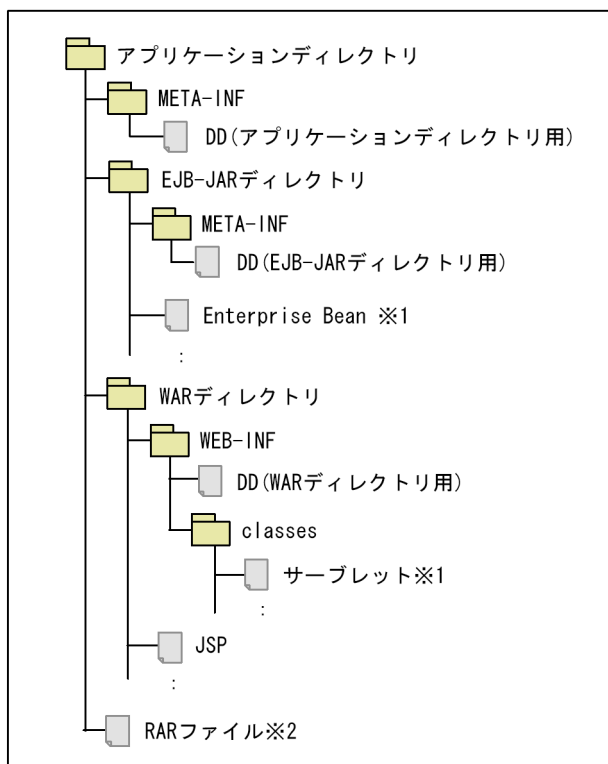 アプリケーションディレクトリ
META-INF
DD(アプリケーションディレクトリ用)
EJB-JARディレクトリ
META-INF
DD(EJB-JARディレクトリ用)
Enterprise Bean ※1
:
WARディレクトリ
WEB-INF
DD(WARディレクトリ用)
classes
サーブレット※1
:
JSP
:
RARファイル※2